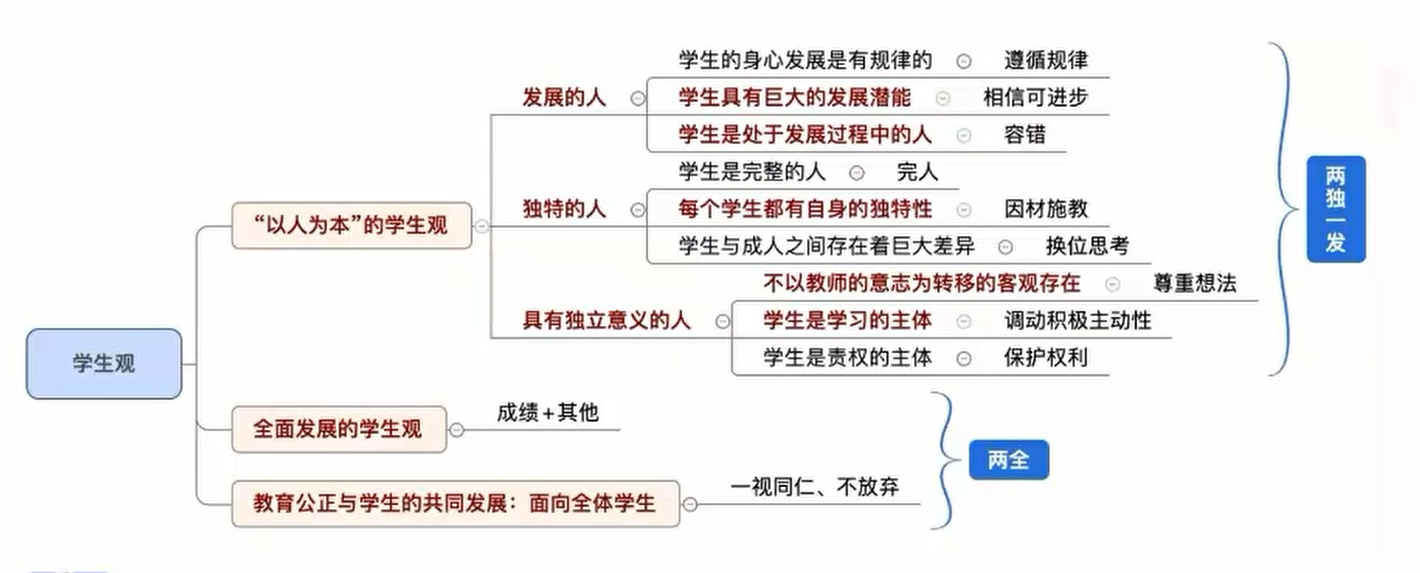 学生的身心发展是有规律的 遵循规律
发展的人 学生具有巨大的发展潜能 相信可进步
学生是处于发展过程中的人 容错
学生是完整的人 完人
“以人为本”的学生观 独特的人 每个学生都有自身的独特性 因材施教
学生与成人之间存在着巨大差异 换位思考
不以教师的意志为转移的客观存在 尊重想法
具有独立意义的人 学生是学习的主体 调动积极主动性
学生是责权的主体 保护权利
两独一发
学生观
全面发展的学生观 成绩+其他
教育公正与学生的共同发展：面向全体学生 一视同仁、不放弃
两全